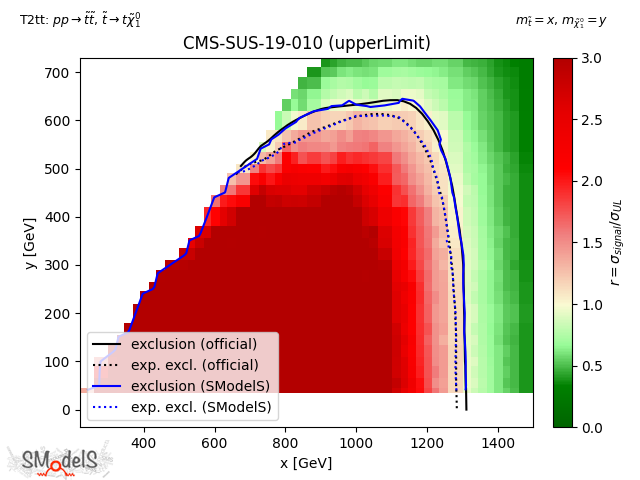 T2tt: pp → t̃t̃, t̃ → tχ̃⁰₁
m_t̃ = x, m_χ̃⁰₁ = y
CMS-SUS-19-010 (upperLimit)
700
600
500
400
300
200
100
0
y [GeV]
exclusion (official)
exp. excl. (official)
exclusion (SModelS)
exp. excl. (SModelS)
400
600
800
1000
1200
1400
x [GeV]
3.0
2.5
2.0
1.5
1.0
0.5
0.0
r = σ_signal/σ_UL
SModelS